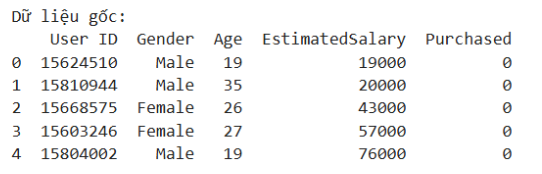 Dữ liệu gốc:
User ID Gender Age EstimatedSalary Purchased
0 15624510 Male 19 19000 0
1 15810944 Male 35 20000 0
2 15668575 Female 26 43000 0
3 15603246 Female 27 57000 0
4 15804002 Male 19 76000 0